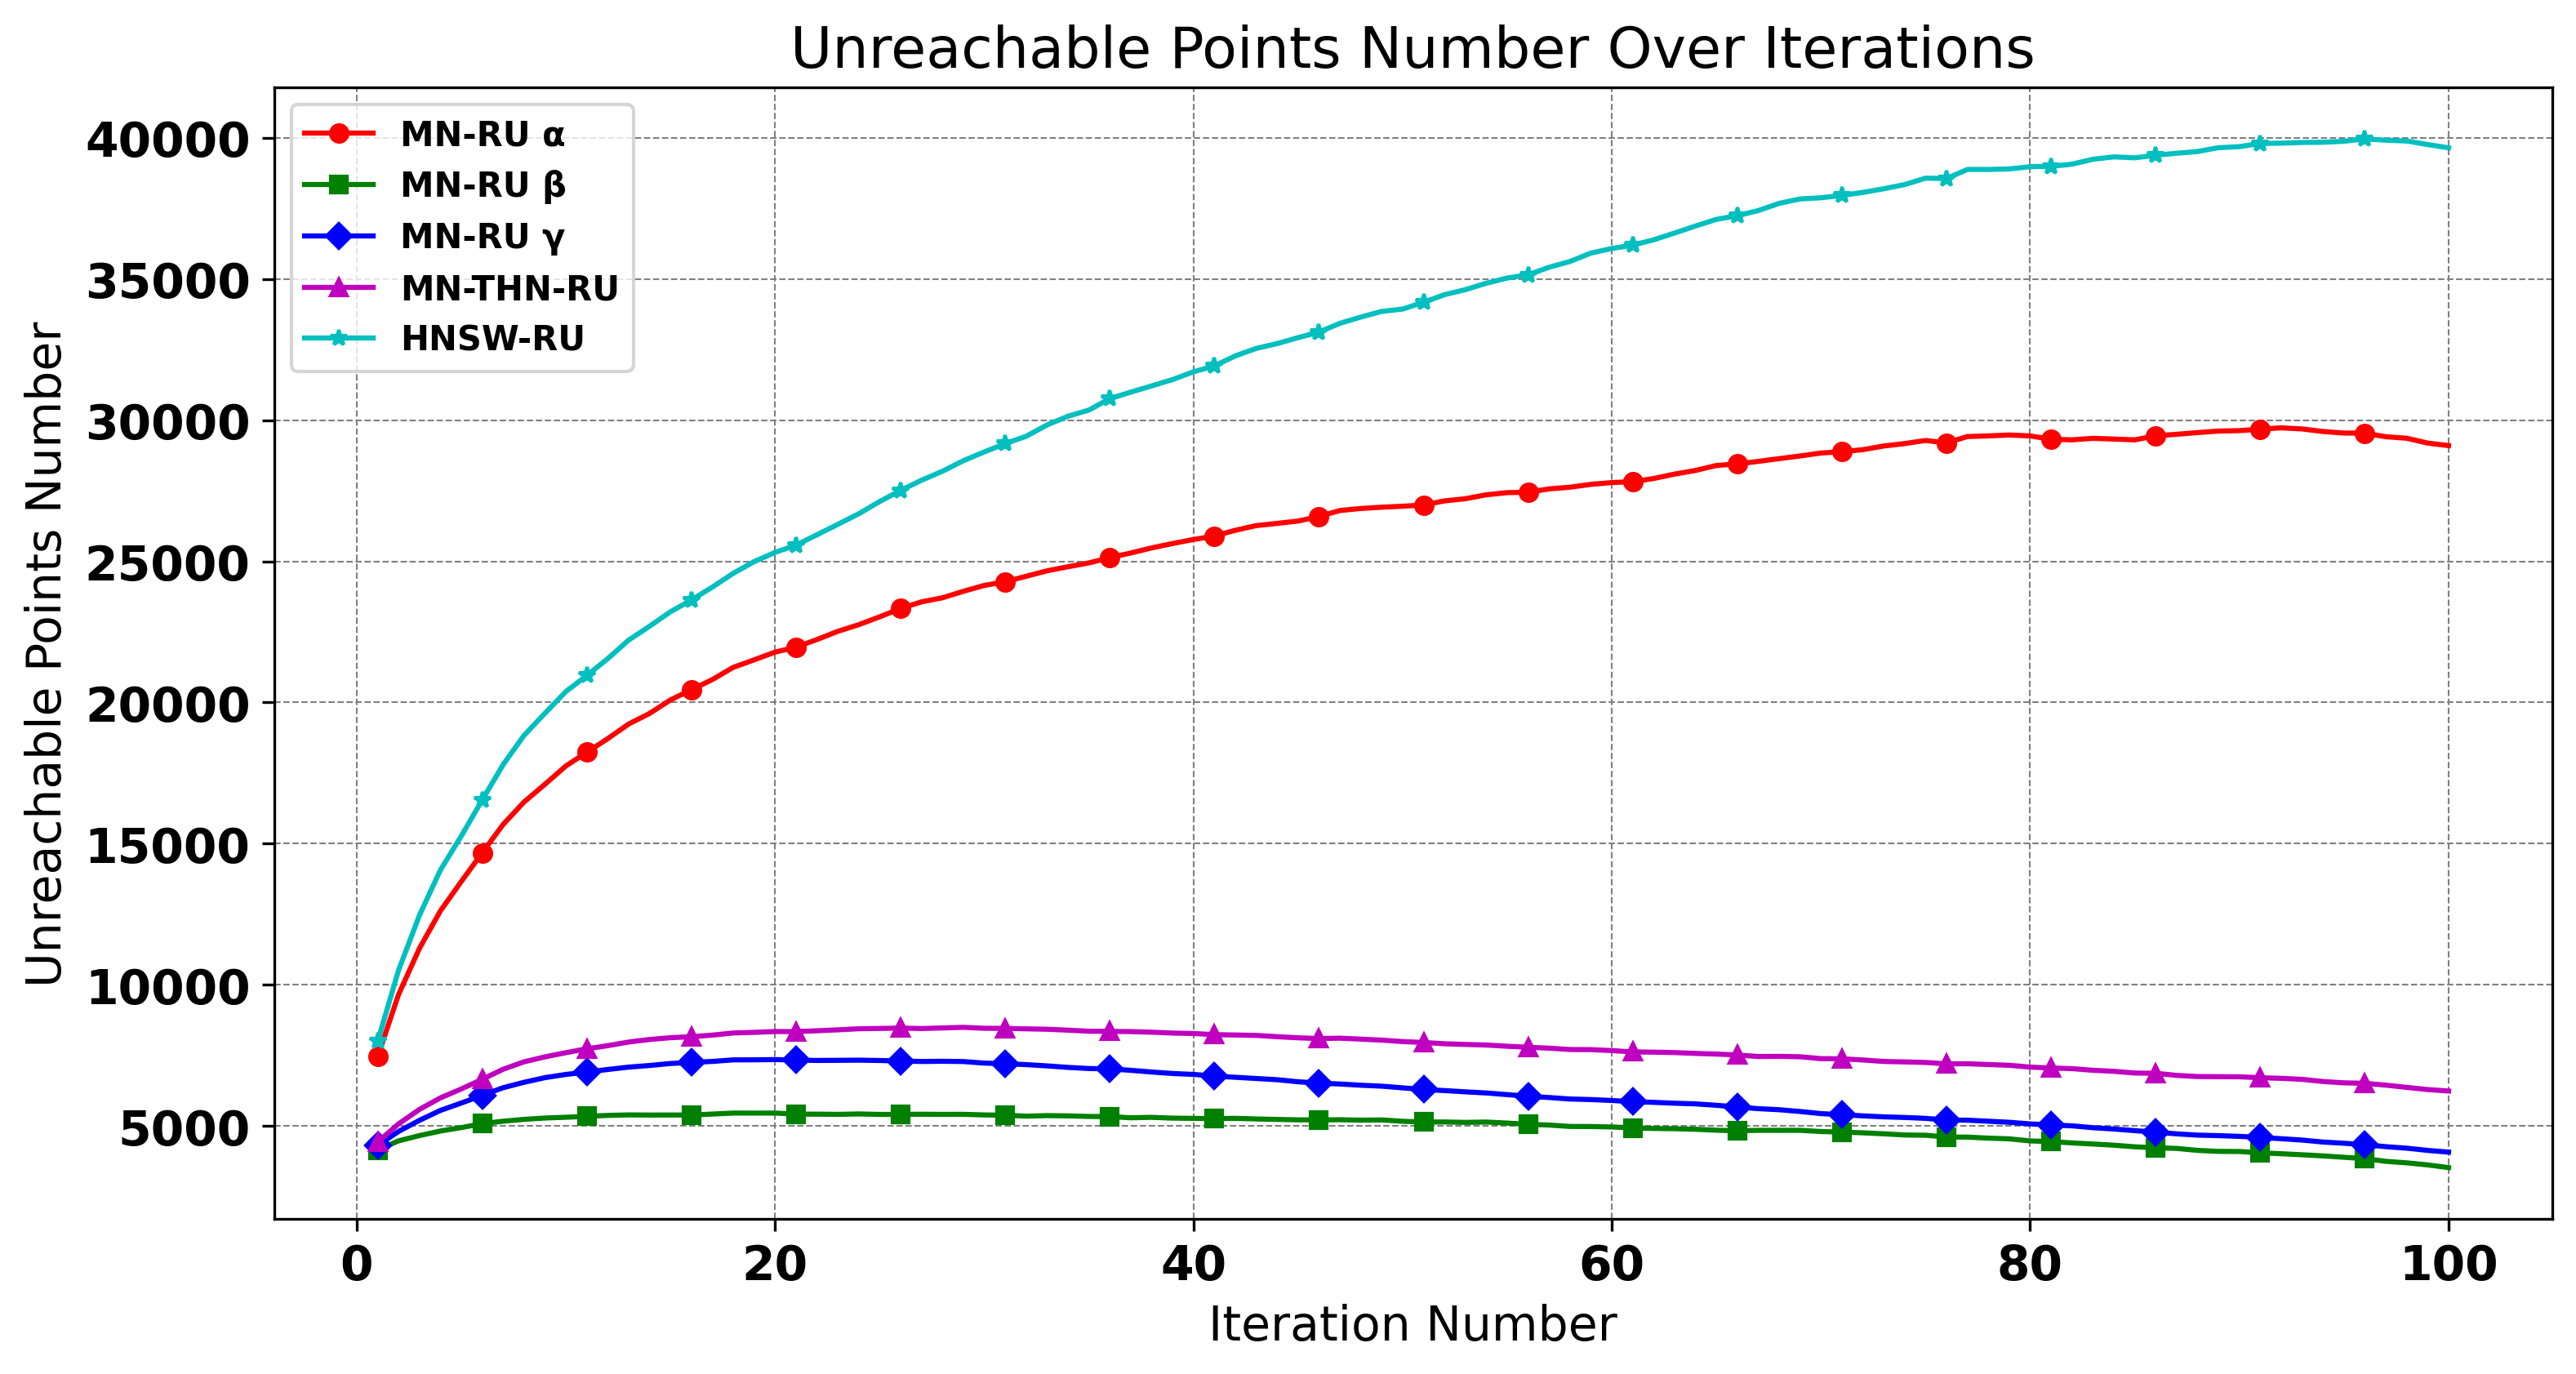 Unreachable Points Number Over Iterations
MN-RU α
MN-RU β
MN-RU γ
MN-THN-RU
HNSW-RU
Unreachable Points Number
40000
35000
30000
25000
20000
15000
10000
5000
0 20 40 60 80 100
Iteration Number